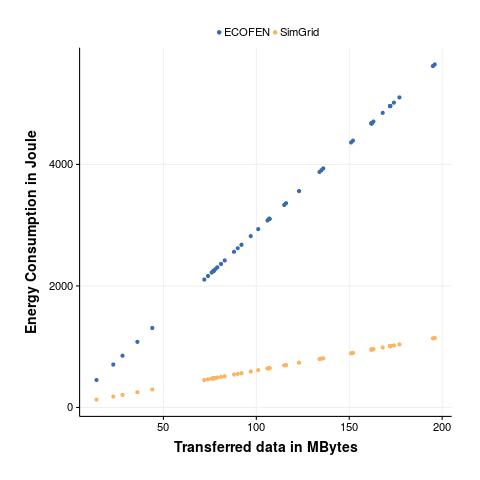 ECOFEN SimGrid
Energy Consumption in Joule
4000
2000
0
50 100 150 200
Transferred data in MBytes